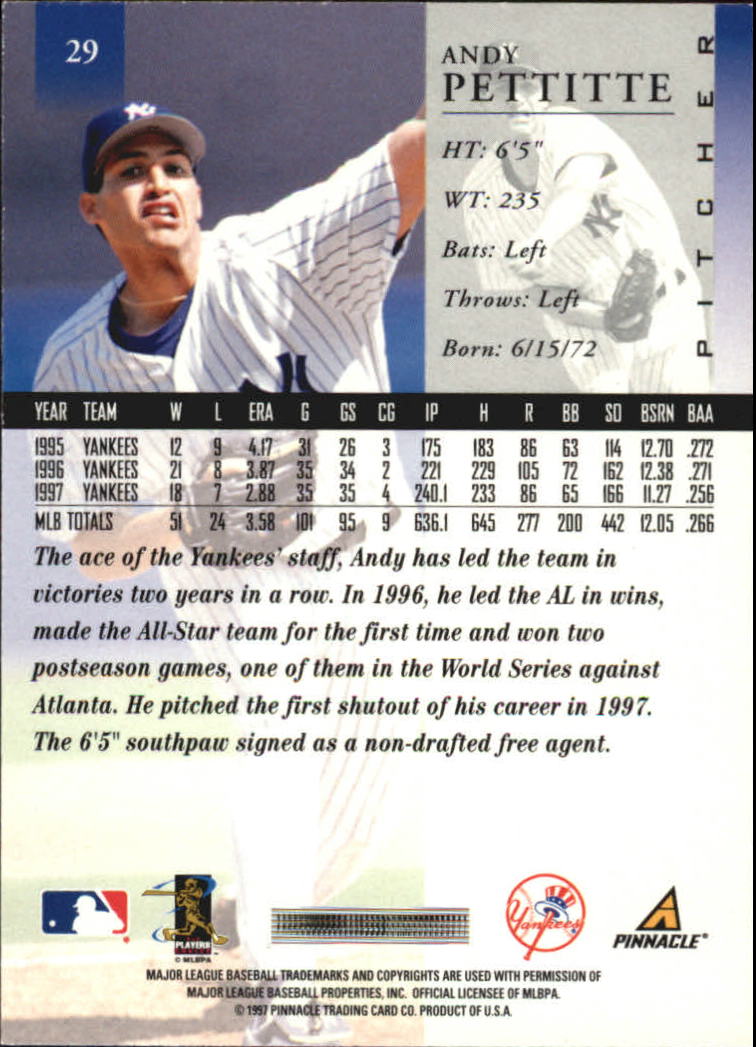 29
ANDY
PETTITTE
PITCHER
HT: 6'5"
WT: 235
Bats: Left
Throws: Left
Born: 6/15/72
YEAR TEAM W L ERA G GS CG IP H R BB SO BSRN BAA
1995 YANKEES 12 9 4.17 31 26 3 175 183 86 63 114 12.70 .272
1996 YANKEES 21 8 3.87 35 34 2 221 229 105 72 162 12.38 .271
1997 YANKEES 18 7 2.88 35 35 4 240.1 233 86 65 166 11.27 .256
MLB TOTALS 51 24 3.58 101 95 9 636.1 645 277 200 442 12.05 .266
The ace of the Yankees' staff, Andy has led the team in
victories two years in a row. In 1996, he led the AL in wins,
made the All-Star team for the first time and won two
postseason games, one of them in the World Series against
Atlanta. He pitched the first shutout of his career in 1997.
The 6'5" southpaw signed as a non-drafted free agent.
PLAYERS
© MLBPA
Yankees
PINNACLE®
MAJOR LEAGUE BASEBALL TRADEMARKS AND COPYRIGHTS ARE USED WITH PERMISSION OF
MAJOR LEAGUE BASEBALL PROPERTIES, INC. OFFICIAL LICENSEE OF MLBPA.
© 1997 PINNACLE TRADING CARD CO. PRODUCT OF U.S.A.